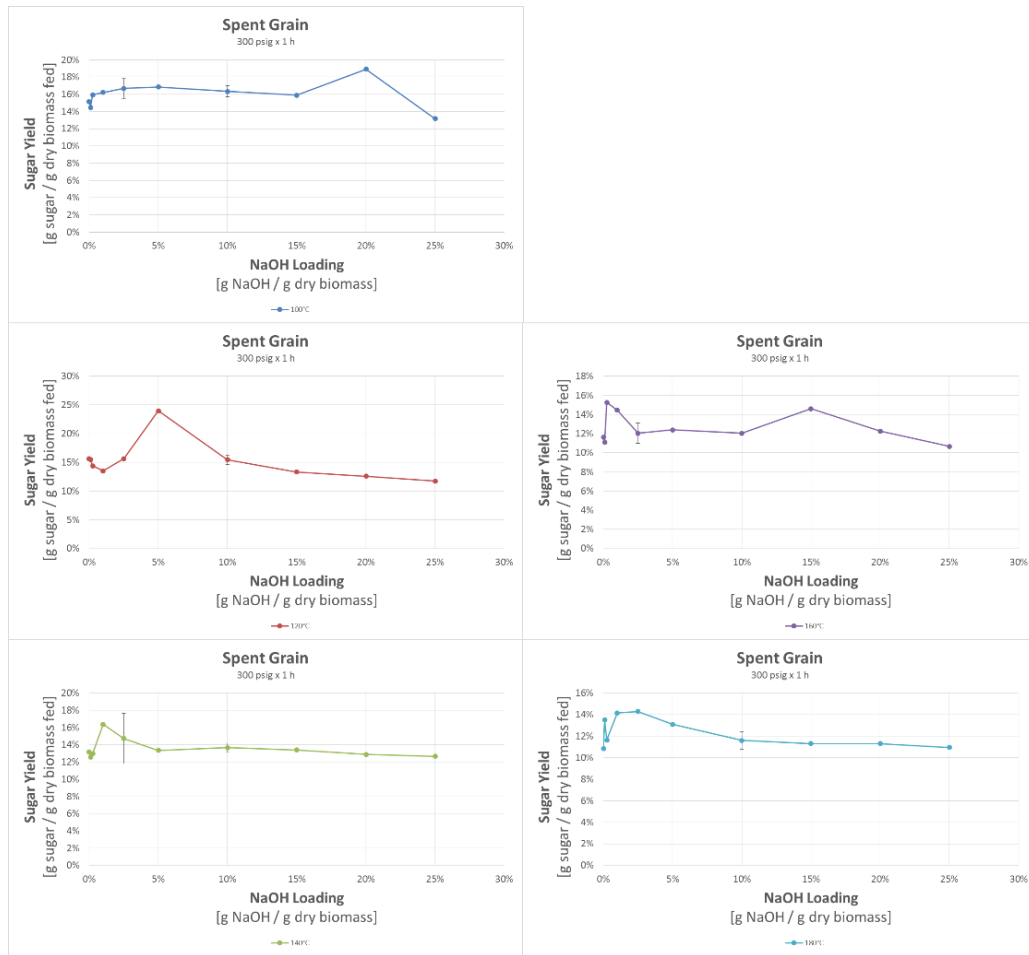 Spent Grain
300 psig x 1 h
20%
18%
16%
14%
12%
10%
8%
6%
4%
2%
0%
0% 5% 10% 15% 20% 25% 30%
Sugar Yield
[g sugar / g dry biomass fed]
NaOH Loading
[g NaOH / g dry biomass]
100°C
Spent Grain
300 psig x 1 h
30%
25%
20%
15%
10%
5%
0%
0% 5% 10% 15% 20% 25% 30%
Sugar Yield
[g sugar / g dry biomass fed]
NaOH Loading
[g NaOH / g dry biomass]
120°C
Spent Grain
300 psig x 1 h
18%
16%
14%
12%
10%
8%
6%
4%
2%
0%
0% 5% 10% 15% 20% 25% 30%
Sugar Yield
[g sugar / g dry biomass fed]
NaOH Loading
[g NaOH / g dry biomass]
160°C
Spent Grain
300 psig x 1 h
20%
18%
16%
14%
12%
10%
8%
6%
4%
2%
0%
0% 5% 10% 15% 20% 25% 30%
Sugar Yield
[g sugar / g dry biomass fed]
NaOH Loading
[g NaOH / g dry biomass]
140°C
Spent Grain
300 psig x 1 h
16%
14%
12%
10%
8%
6%
4%
2%
0%
0% 5% 10% 15% 20% 25% 30%
Sugar Yield
[g sugar / g dry biomass fed]
NaOH Loading
[g NaOH / g dry biomass]
180°C